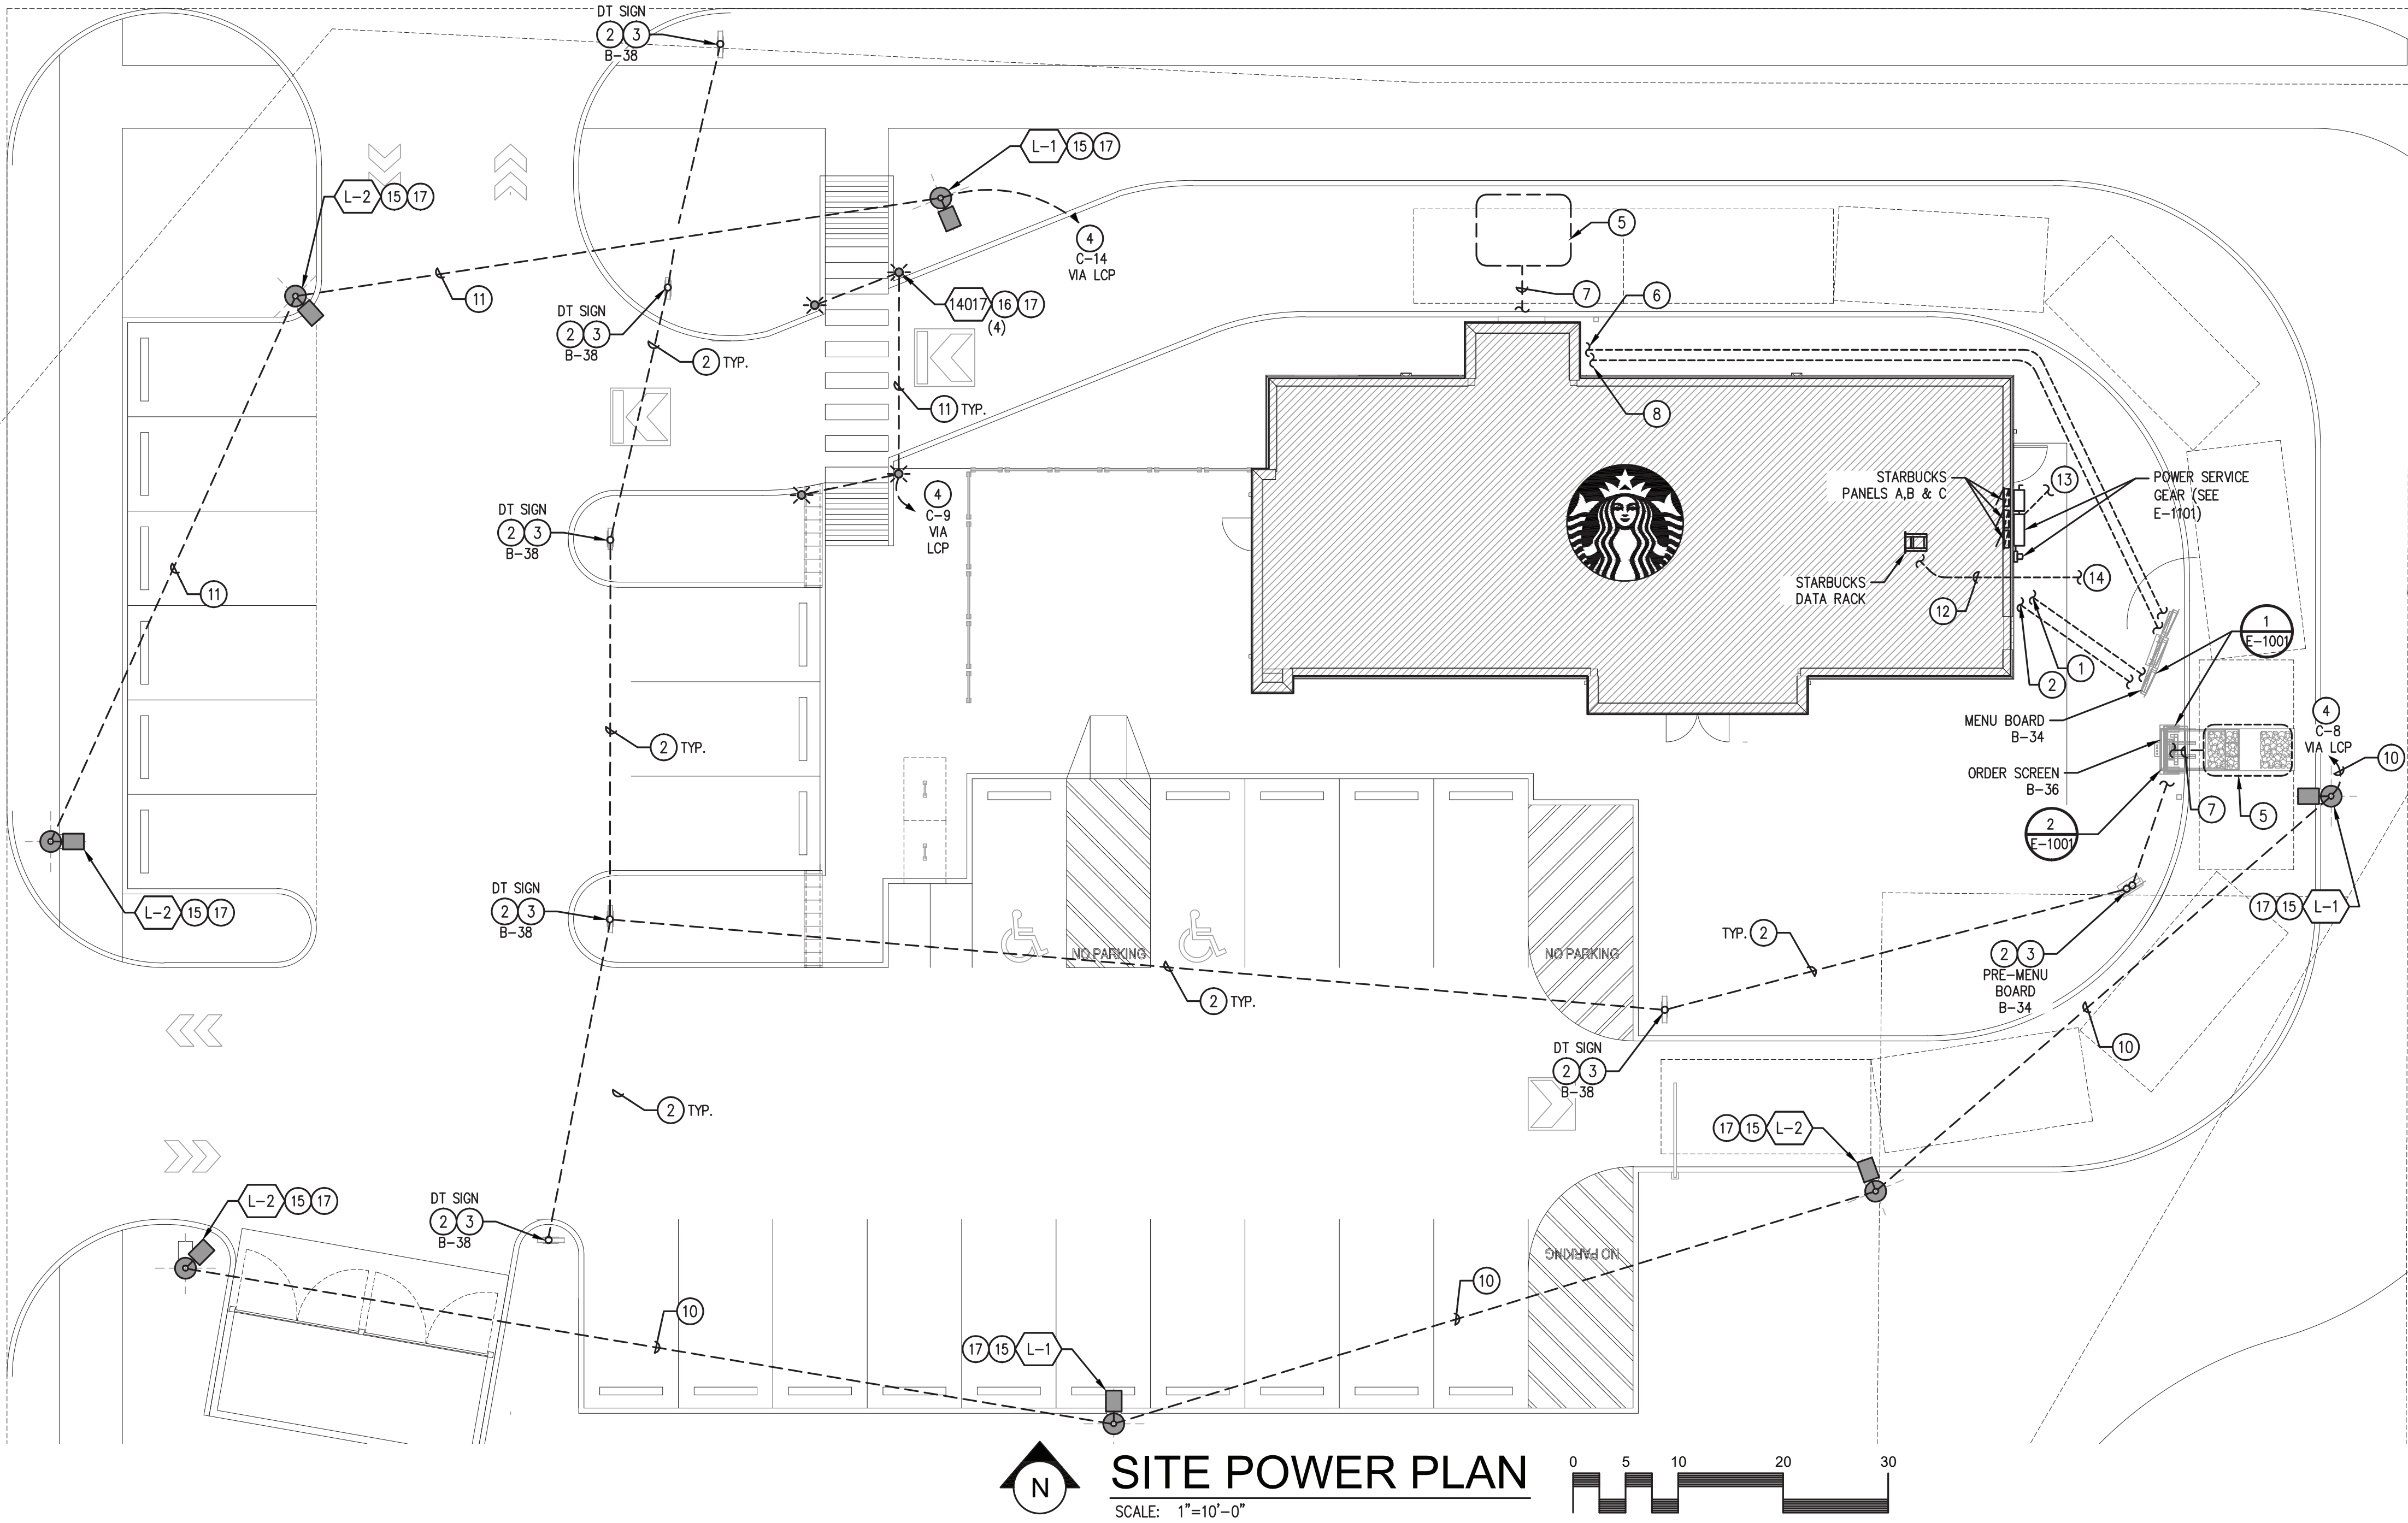 DT SIGN
2 3
B-38
L-1 15 17
L-2 15 17
4
C-14
VIA LCP
5
11
7
6
DT SIGN
2 3
B-38
14017 16 17
(4)
2 TYP.
11 TYP.
8
STARBUCKS
PANELS A,B & C
13
POWER SERVICE
GEAR (SEE
E-1101)
4
C-9
VIA
LCP
DT SIGN
2 3
B-38
11
STARBUCKS
DATA RACK
14
12
1
E-1001
1
2
MENU BOARD
B-34
4
C-8
VIA LCP
2 TYP.
10
ORDER SCREEN
B-36
7
5
2
E-1001
DT SIGN
2 3
B-38
L-2 15 17
17 15 L-1
TYP. 2
NO PARKING
NO PARKING
2 3
PRE-MENU
BOARD
B-34
2 TYP.
10
DT SIGN
2 3
B-38
2 TYP.
17 15 L-2
L-2 15 17
DT SIGN
2 3
B-38
NO PARKING
10
10
17 15 L-1
N
SITE POWER PLAN
SCALE: 1"=10'-0"
0 5 10 20 30